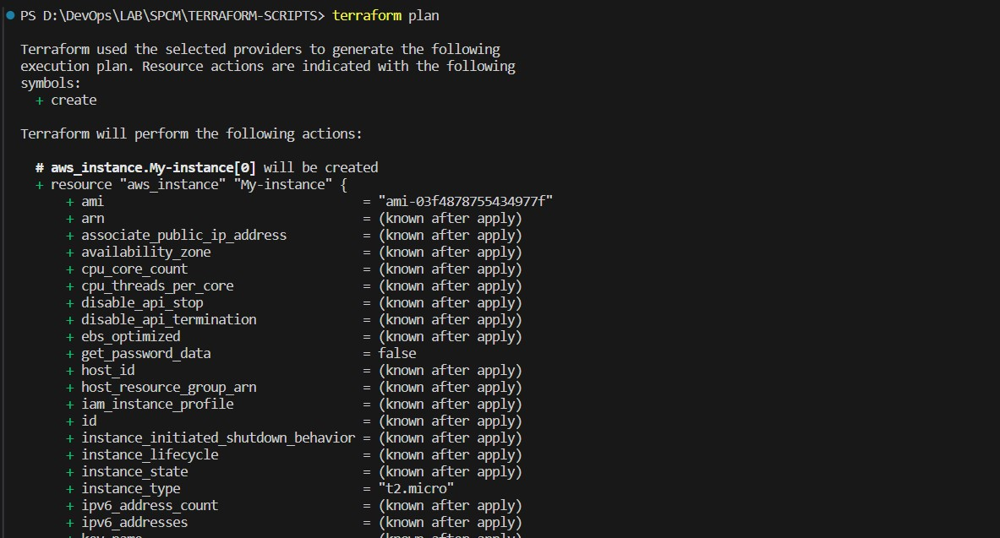 PS D:\DevOps\LAB\SPCM\TERRAFORM-SCRIPTS> terraform plan
Terraform used the selected providers to generate the following
execution plan. Resource actions are indicated with the following
symbols:
+ create
Terraform will perform the following actions:
# aws_instance.My-instance[0] will be created
+ resource "aws_instance" "My-instance" {
+ ami = "ami-03f4878755434977f"
+ arn = (known after apply)
+ associate_public_ip_address = (known after apply)
+ availability_zone = (known after apply)
+ cpu_core_count = (known after apply)
+ cpu_threads_per_core = (known after apply)
+ disable_api_stop = (known after apply)
+ disable_api_termination = (known after apply)
+ ebs_optimized = (known after apply)
+ get_password_data = false
+ host_id = (known after apply)
+ host_resource_group_arn = (known after apply)
+ iam_instance_profile = (known after apply)
+ id = (known after apply)
+ instance_initiated_shutdown_behavior = (known after apply)
+ instance_lifecycle = (known after apply)
+ instance_state = (known after apply)
+ instance_type = "t2.micro"
+ ipv6_address_count = (known after apply)
+ ipv6_addresses = (known after apply)
+ key_name = (known after apply)